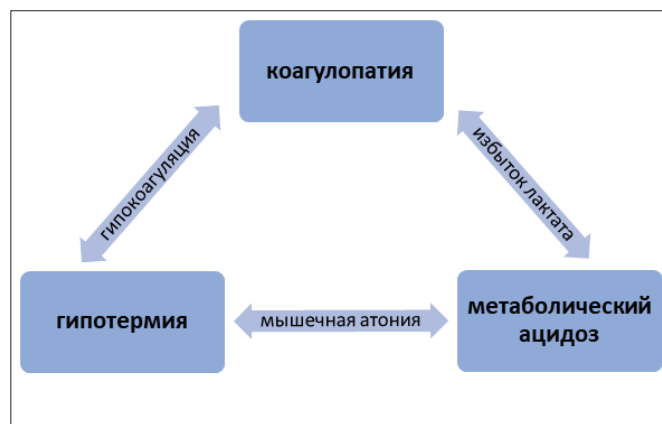 коагулопатия
гипокоагуляция
избыток лактата
гипотермия
мышечная атония
метаболический
ацидоз